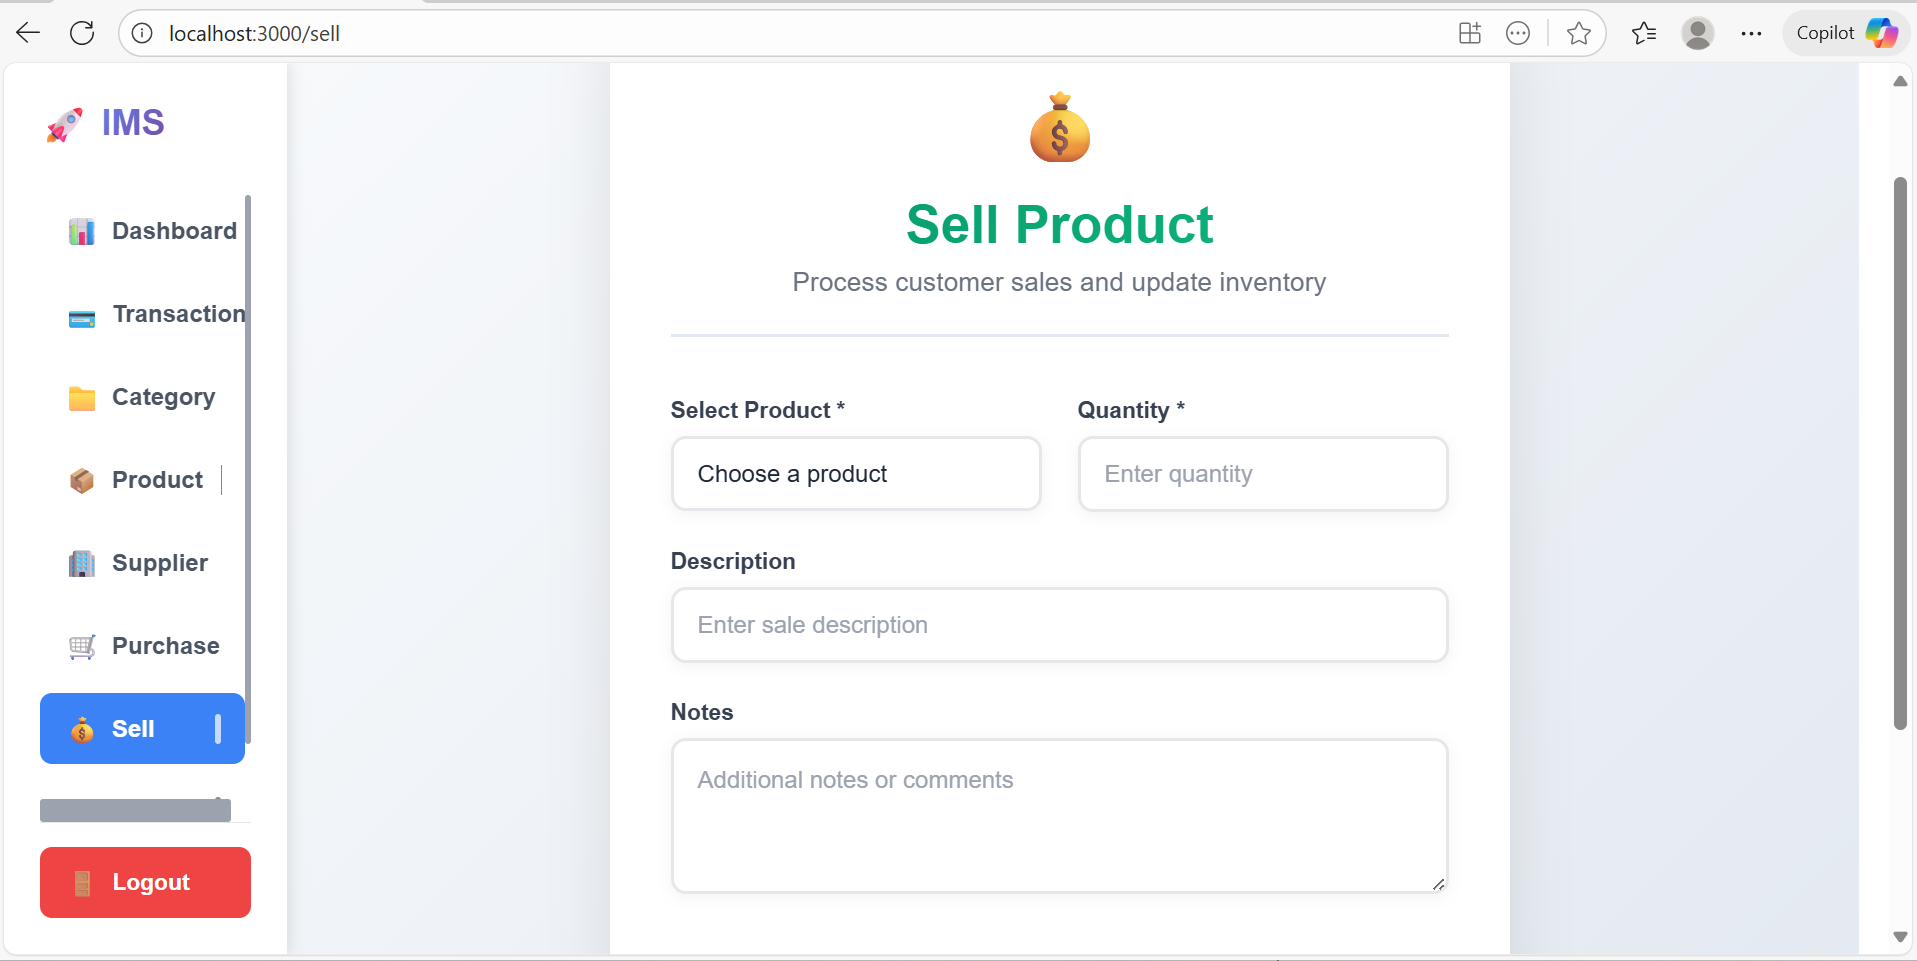 localhost:3000/sell
Copilot
IMS
Dashboard
Transaction
Category
Product
Supplier
Purchase
Sell
Logout
$
Sell Product
Process customer sales and update inventory
Select Product *
Quantity *
Choose a product
Enter quantity
Description
Enter sale description
Notes
Additional notes or comments